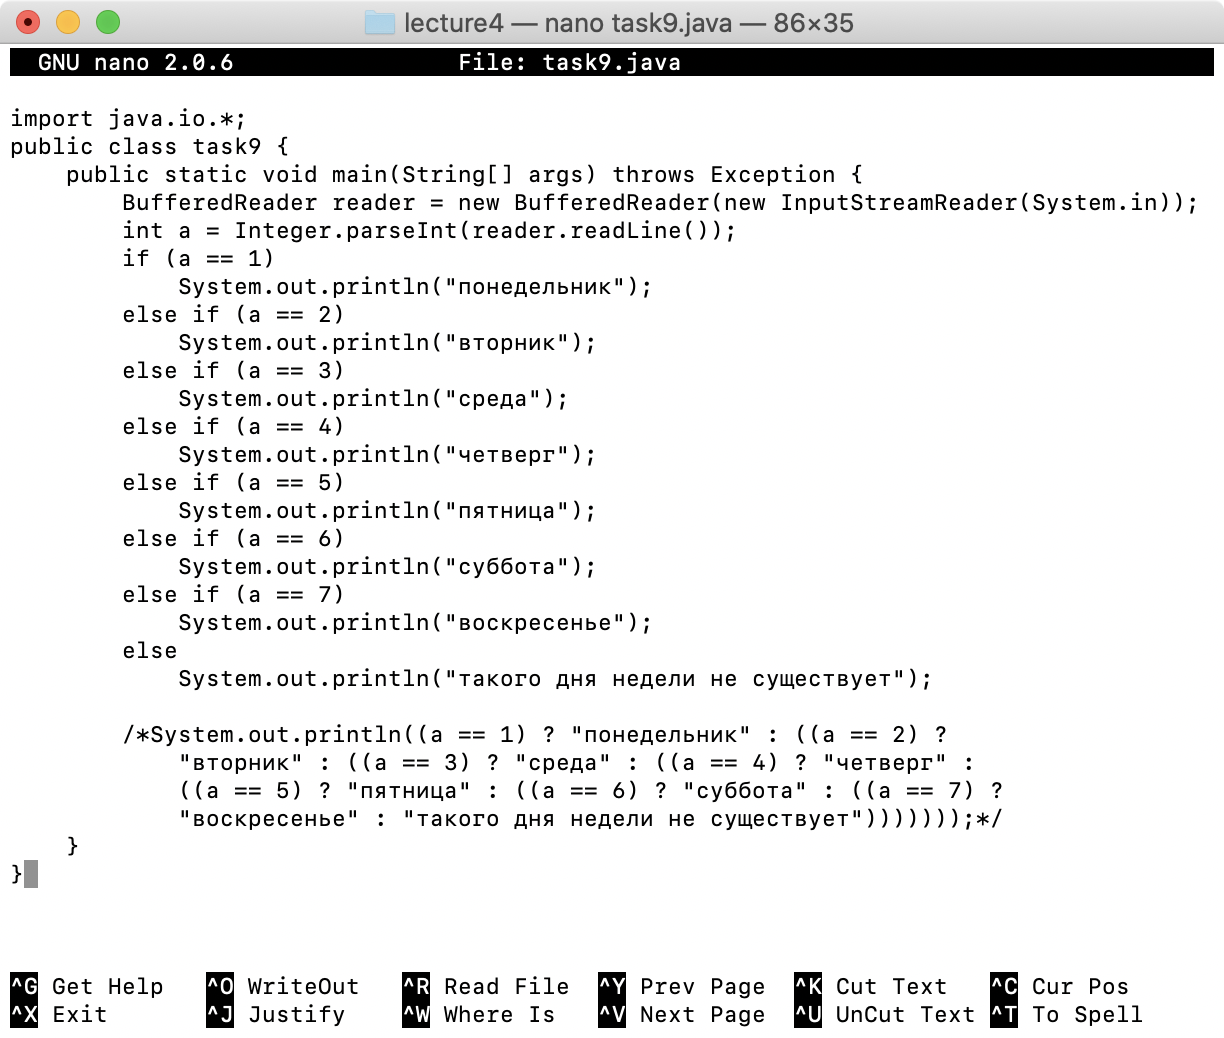 lecture4 — nano task9.java — 86×35
GNU nano 2.0.6 File: task9.java
import java.io.*;
public class task9 {
    public static void main(String[] args) throws Exception {
        BufferedReader reader = new BufferedReader(new InputStreamReader(System.in));
        int a = Integer.parseInt(reader.readLine());
        if (a == 1)
            System.out.println("понедельник");
        else if (a == 2)
            System.out.println("вторник");
        else if (a == 3)
            System.out.println("среда");
        else if (a == 4)
            System.out.println("четверг");
        else if (a == 5)
            System.out.println("пятница");
        else if (a == 6)
            System.out.println("суббота");
        else if (a == 7)
            System.out.println("воскресенье");
        else
            System.out.println("такого дня недели не существует");
        /*System.out.println((a == 1) ? "понедельник" : ((a == 2) ?
            "вторник" : ((a == 3) ? "среда" : ((a == 4) ? "четверг" :
            ((a == 5) ? "пятница" : ((a == 6) ? "суббота" : ((a == 7) ?
            "воскресенье" : "такого дня недели не существует")))))));*/
    }
}
^G Get Help ^O WriteOut ^R Read File ^Y Prev Page ^K Cut Text ^C Cur Pos
^X Exit ^J Justify ^W Where Is ^V Next Page ^U UnCut Text ^T To Spell